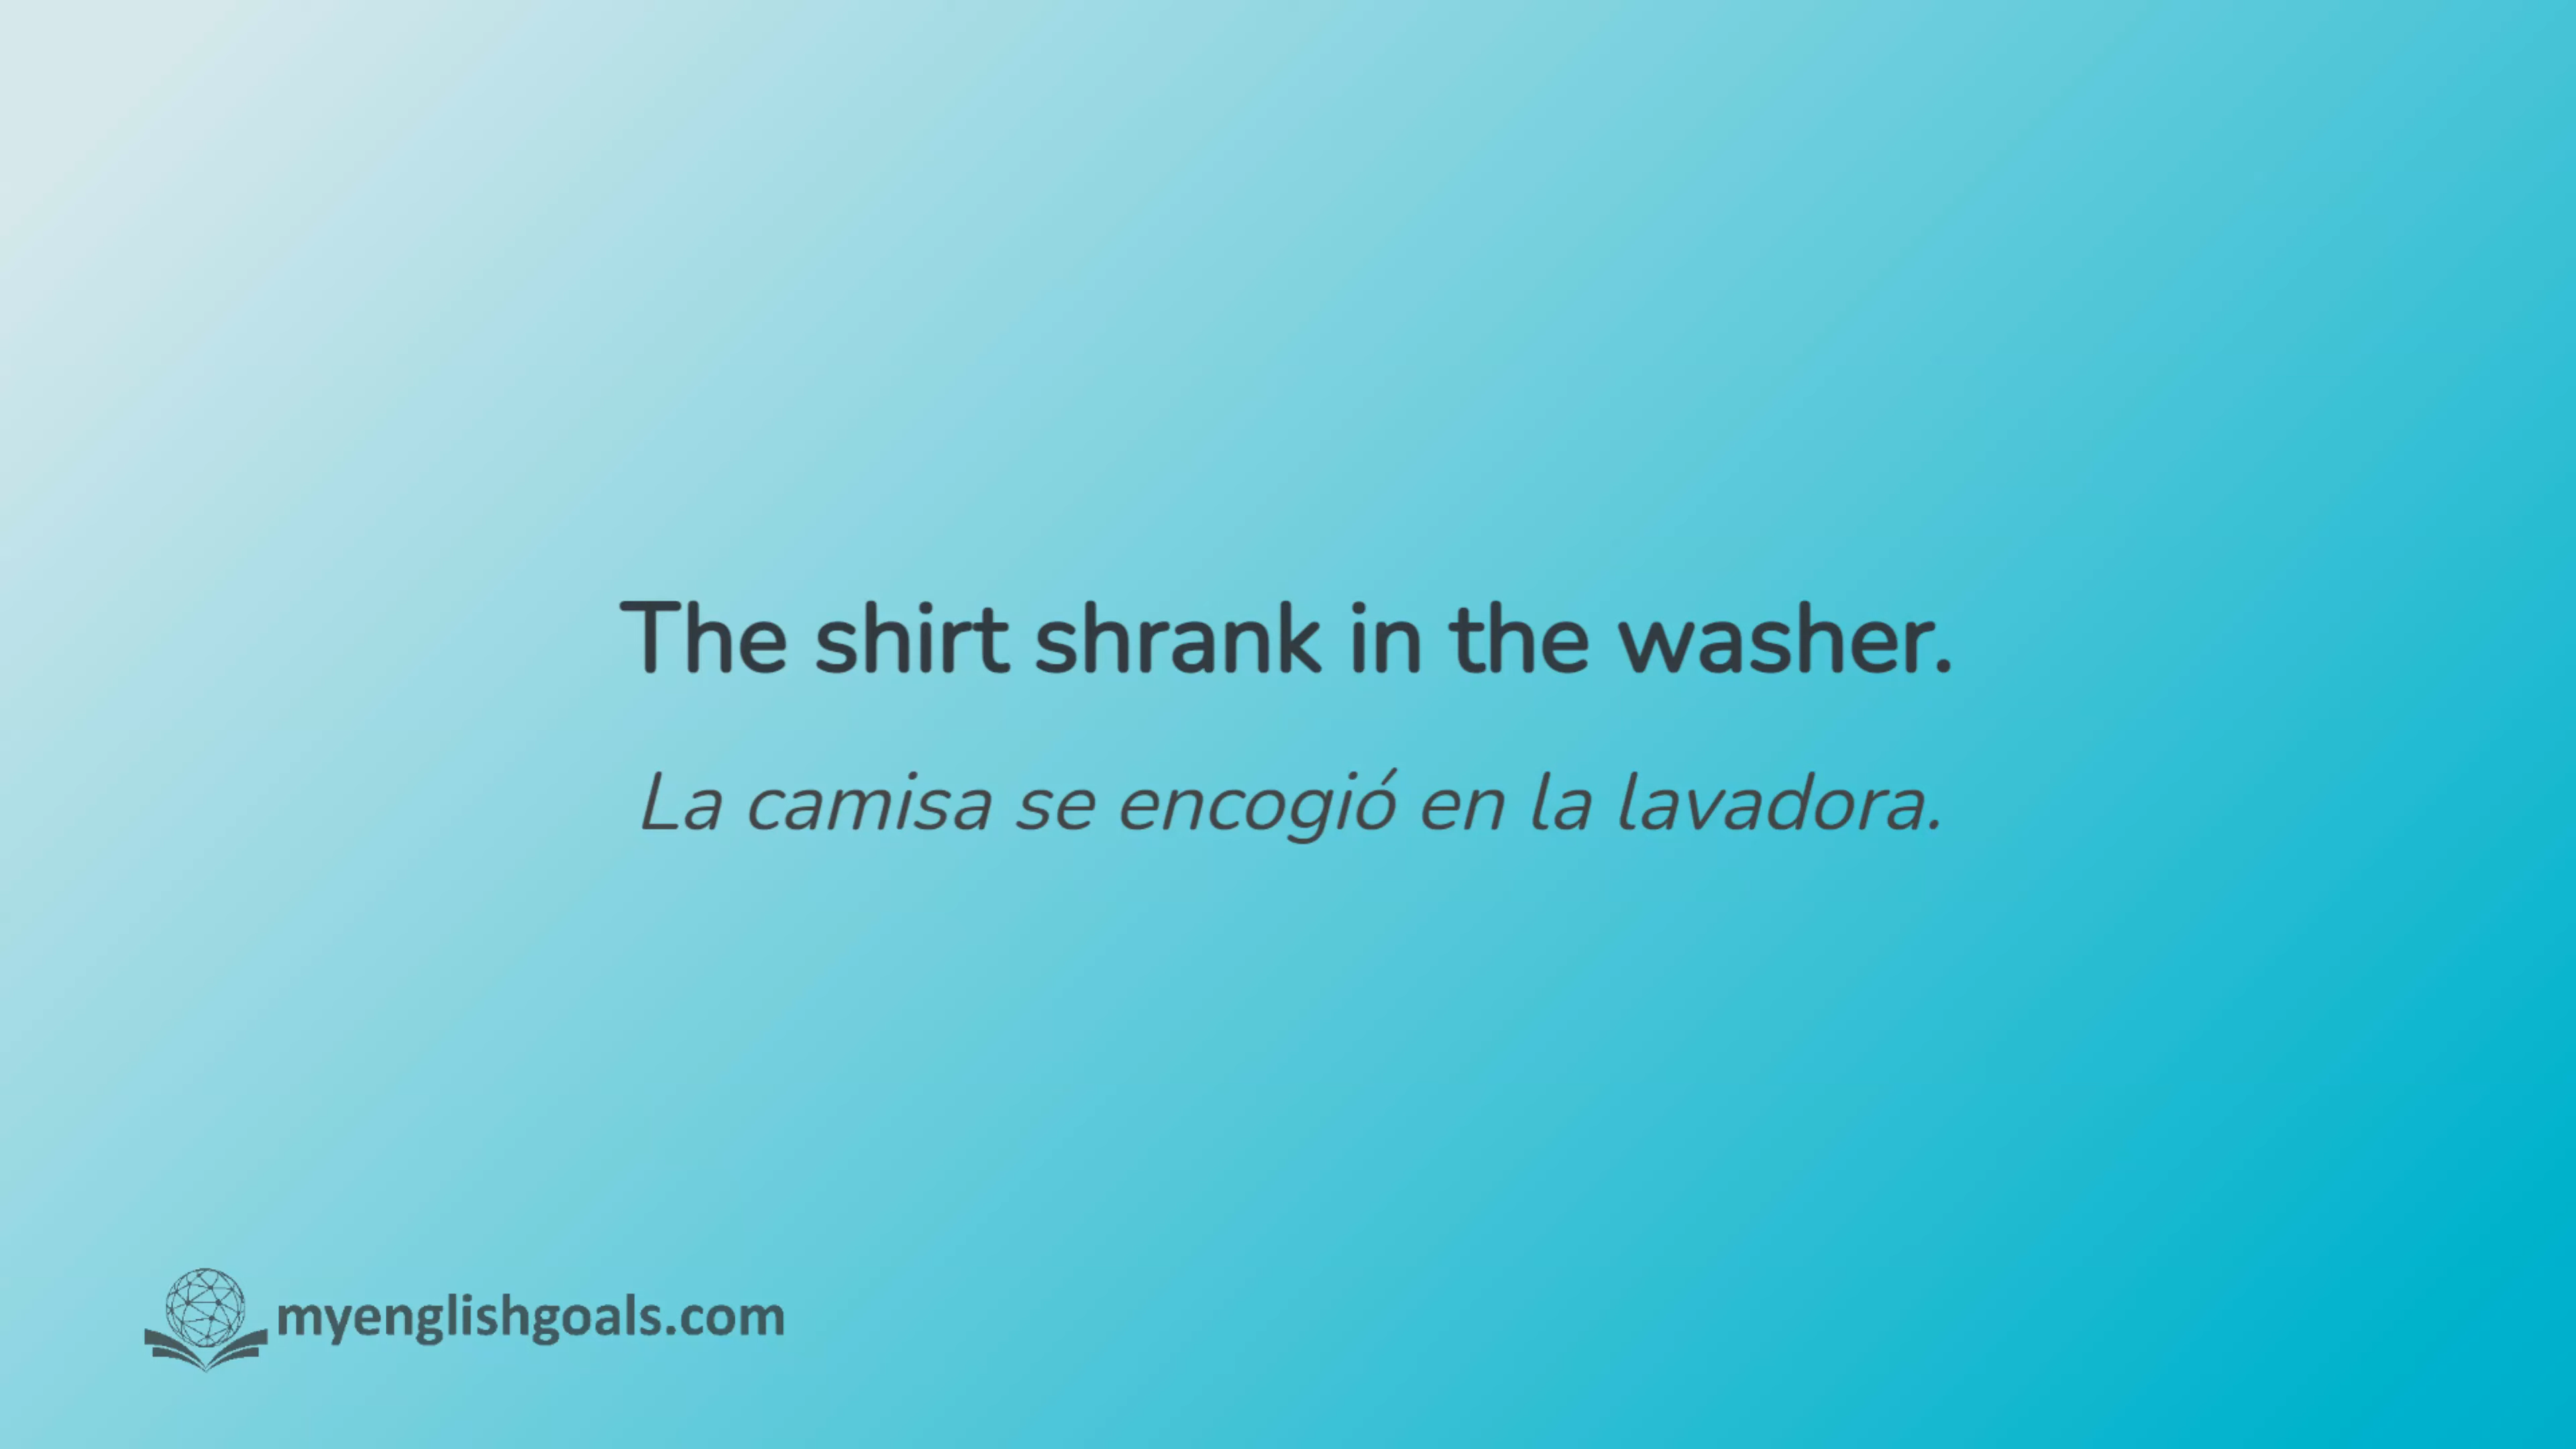 The shirt shrank in the washer.
La camisa se encogió en la lavadora.
myenglishgoals.com